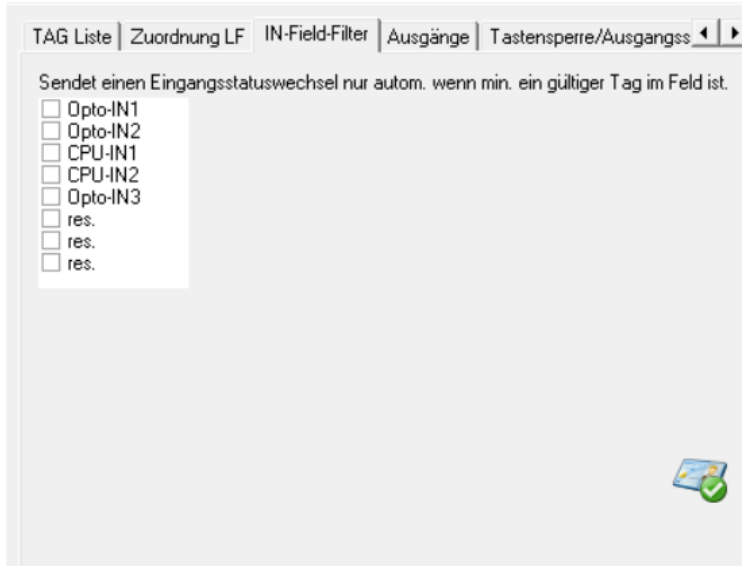 TAG Liste Zuordnung LF IN-Field-Filter Ausgänge Tastensperre/Ausgangss
Sendet einen Eingangsstatuswechsel nur autom. wenn min. ein gültiger Tag im Feld ist.
Opto-IN1
Opto-IN2
CPU-IN1
CPU-IN2
Opto-IN3
res.
res.
res.